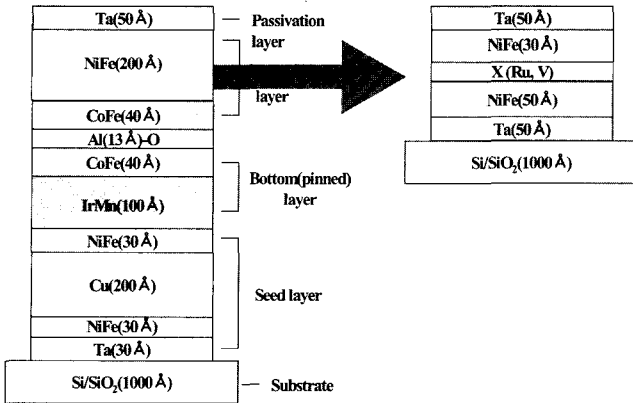 Ta(50Å)
NiFe(200Å)
CoFe(40Å)
Al(13Å)-O
CoFe(40Å)
IrMn(100Å)
NiFe(30Å)
Cu(200Å)
NiFe(30Å)
Ta(30Å)
Si/SiO₂(1000Å)
Passivation
layer
layer
Bottom(pinned)
layer
Seed layer
Substrate
Ta(50Å)
NiFe(30Å)
X (Ru, V)
NiFe(50Å)
Ta(50Å)
Si/SiO₂(1000Å)